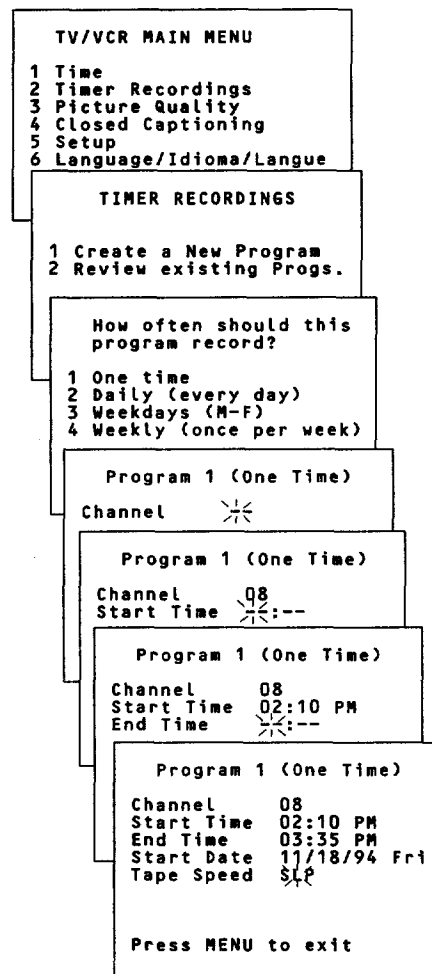 TV/VCR MAIN MENU
1 Time
2 Timer Recordings
3 Picture Quality
4 Closed Captioning
5 Setup
6 Language/Idioma/Langue
TIMER RECORDINGS
1 Create a New Program
2 Review existing Progs.
How often should this
program record?
1 One time
2 Daily (every day)
3 Weekdays (M-F)
4 Weekly (once per week)
Program 1 (One Time)
Channel --
Program 1 (One Time)
Channel 08
Start Time --:--
Program 1 (One Time)
Channel 08
Start Time 02:10 PM
End Time --:--
Program 1 (One Time)
Channel 08
Start Time 02:10 PM
End Time 03:35 PM
Start Date 11/18/94 Fri
Tape Speed SLP
Press MENU to exit